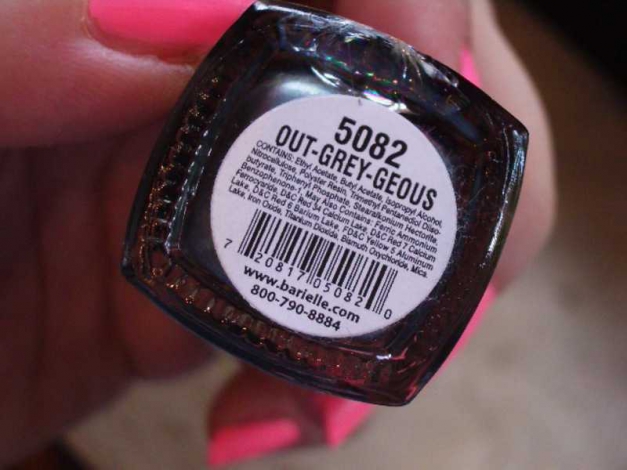 5082
OUT-GREY-GEOUS
CONTAINS: Ethyl Acetate, Butyl Acetate, Isopropyl Alcohol,
Nitrocellulose, Polyester Resin, Trimethyl Pentanediol Diiso-
butyrate, Triphenyl Phosphate, Stearalkonium Hectorite,
Benzophenone-1, May Also Contains: Ferric Ammonium
Ferrocyanide, D&C Red 34 Calcium Lake, D&C Red 7 Calcium
Lake, D&C Red 6 Barium Lake, FD&C Yellow 5 Aluminum
Lake, Iron Oxide, Titanium Dioxide, Bismuth Oxychloride, Mica.
7 20817 05082 0
www.barielle.com
800-790-8884